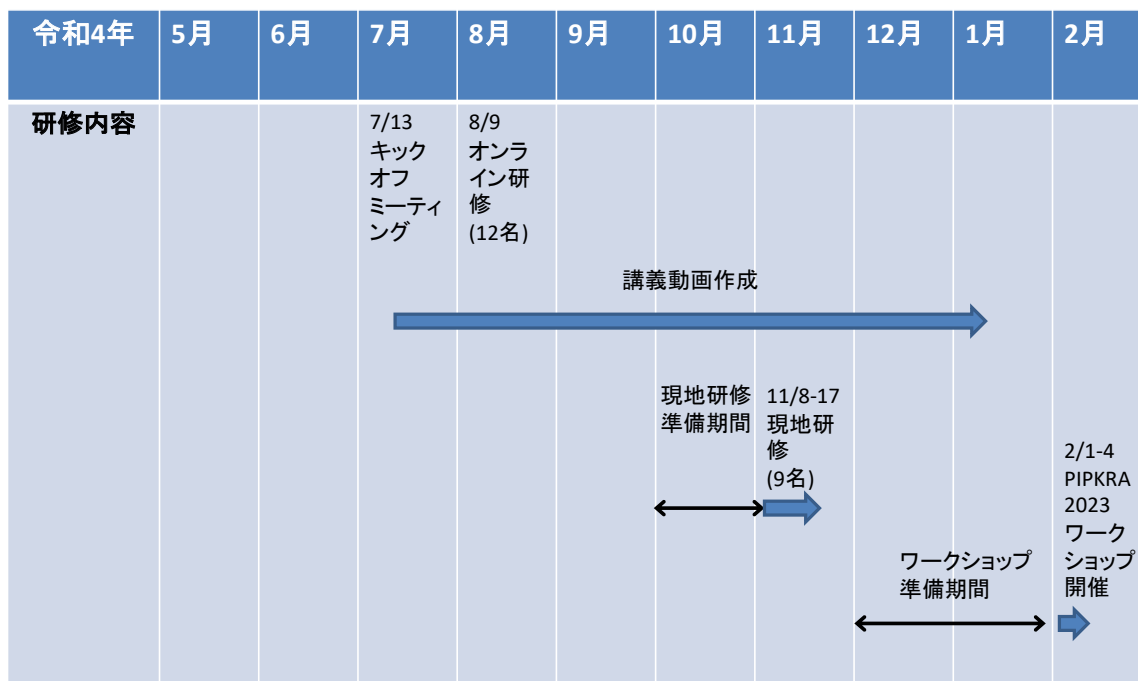 令和4年 5月 6月 7月 8月 9月 10月 11月 12月 1月 2月
研修内容
7/13
キック
オフ
ミーティ
ング
8/9
オンラ
イン研
修
(12名)
講義動画作成
現地研修
準備期間
11/8-17
現地研
修
(9名)
2/1-4
PIPKRA
2023
ワーク
ショップ
開催
ワークショップ
準備期間